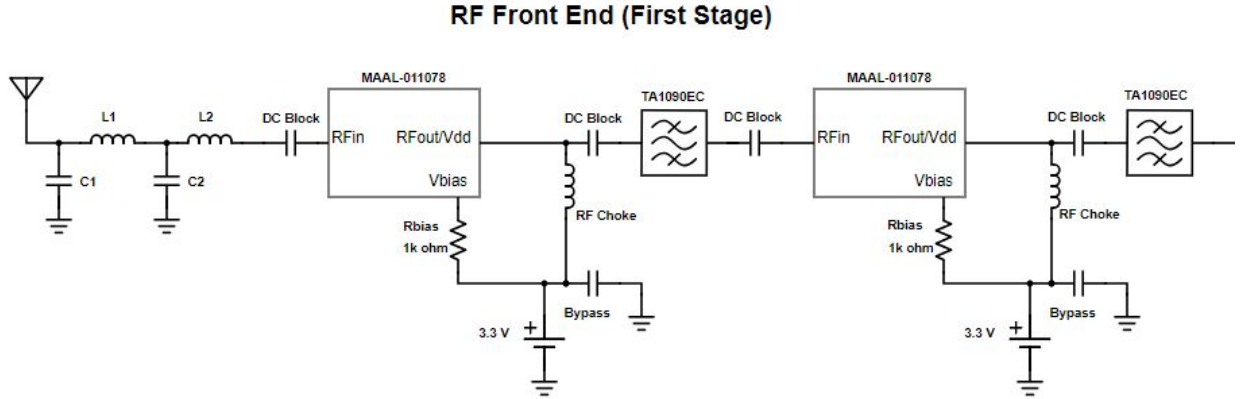 RF Front End (First Stage)
MAAL-011078
MAAL-011078
L1
L2
DC Block
RFin
RFout/Vdd
Vbias
DC Block
TA1090EC
DC Block
RFin
RFout/Vdd
Vbias
DC Block
TA1090EC
C1
C2
Rbias
1k ohm
RF Choke
Bypass
3.3 V
+
Rbias
1k ohm
RF Choke
Bypass
3.3 V
+